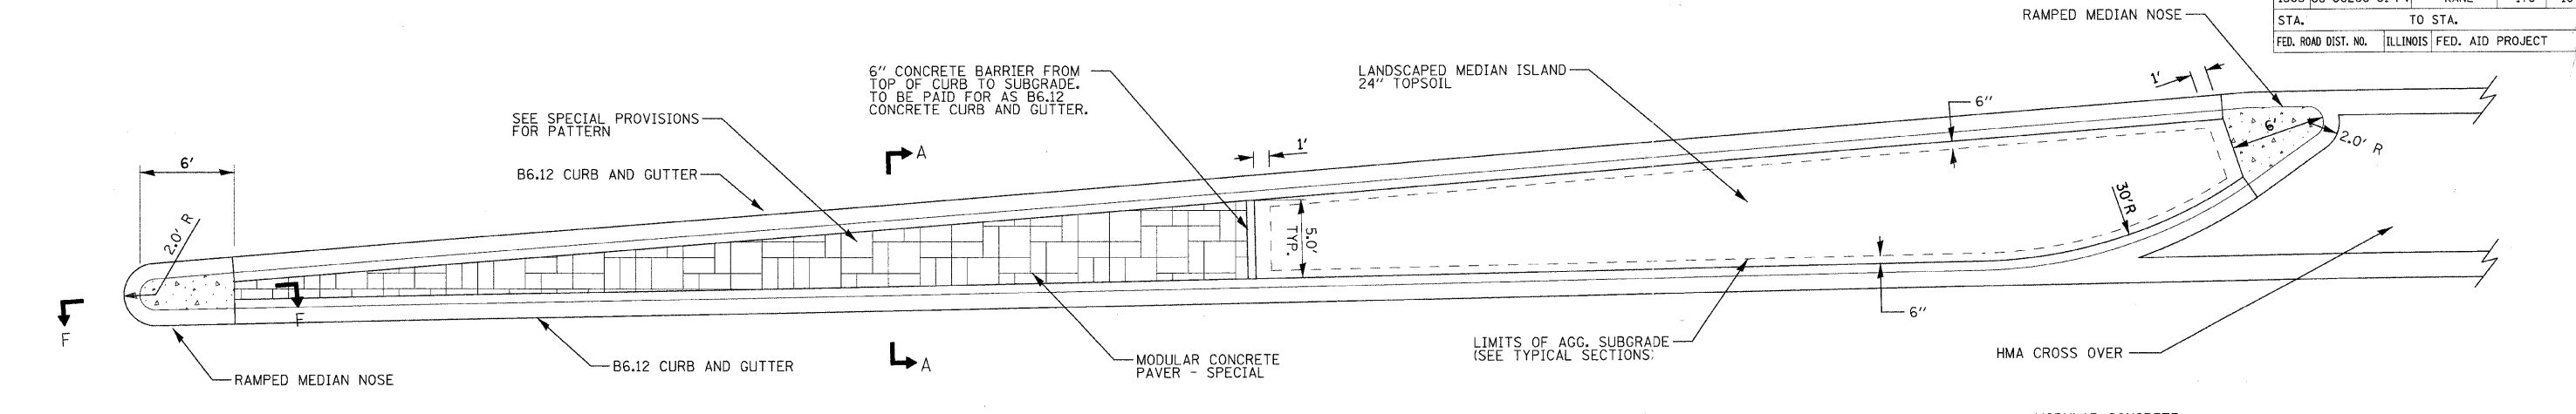 RAMPED MEDIAN NOSE
KANE
STA. TO STA.
FED. ROAD DIST. NO. ILLINOIS FED. AID PROJECT
6" CONCRETE BARRIER FROM
TOP OF CURB TO SUBGRADE.
TO BE PAID FOR AS B6.12
CONCRETE CURB AND GUTTER.
LANDSCAPED MEDIAN ISLAND
24" TOPSOIL
1'
6"
SEE SPECIAL PROVISIONS
FOR PATTERN
A
1'
6'
2.0' R
6'
B6.12 CURB AND GUTTER
2.0' R
30'R
5.0'
TYP.
F
F
6"
A
RAMPED MEDIAN NOSE
B6.12 CURB AND GUTTER
MODULAR CONCRETE
PAVER - SPECIAL
LIMITS OF AGG. SUBGRADE
(SEE TYPICAL SECTIONS)
HMA CROSS OVER